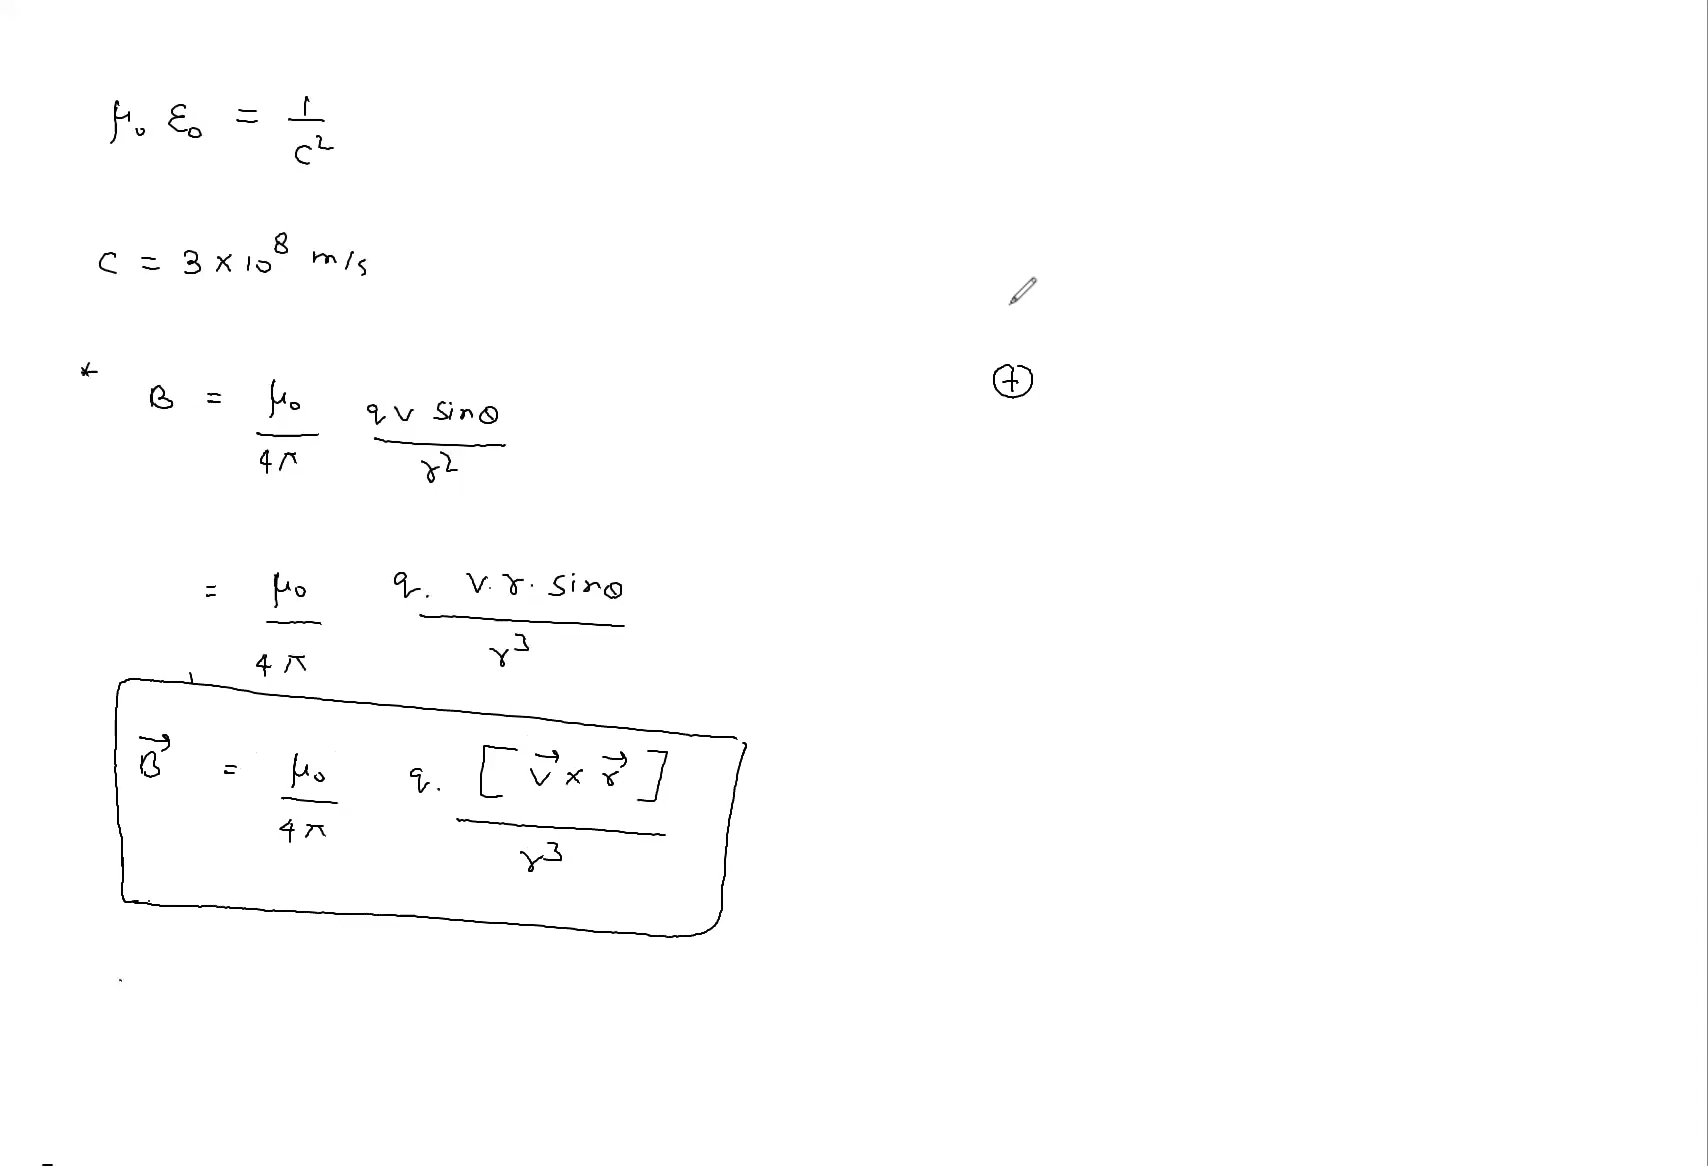 μ₀ ε₀ = 1/c²
c = 3 × 10⁸ m/s
* B = μ₀/4π qv sinθ/r²
= μ₀/4π q. v. r. sinθ/r³
B⃗ = μ₀/4π q. [v⃗ × r⃗]/r³
+